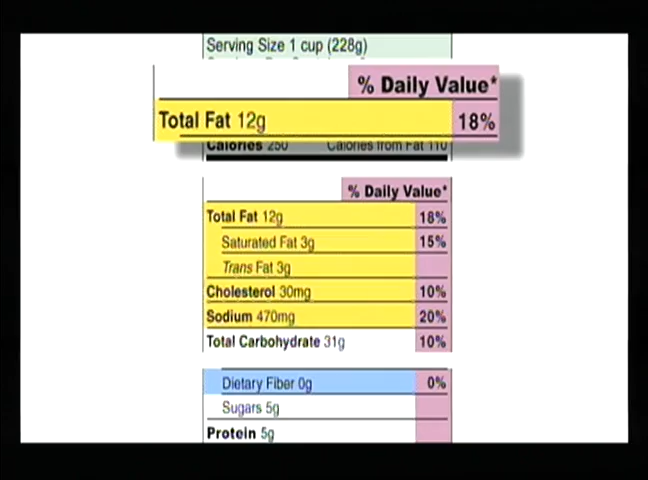 Serving Size 1 cup (228g)
% Daily Value*
Total Fat 12g 18%
Calories 250 Calories from Fat 110
% Daily Value*
Total Fat 12g 18%
Saturated Fat 3g 15%
Trans Fat 3g
Cholesterol 30mg 10%
Sodium 470mg 20%
Total Carbohydrate 31g 10%
Dietary Fiber 0g 0%
Sugars 5g
Protein 5g